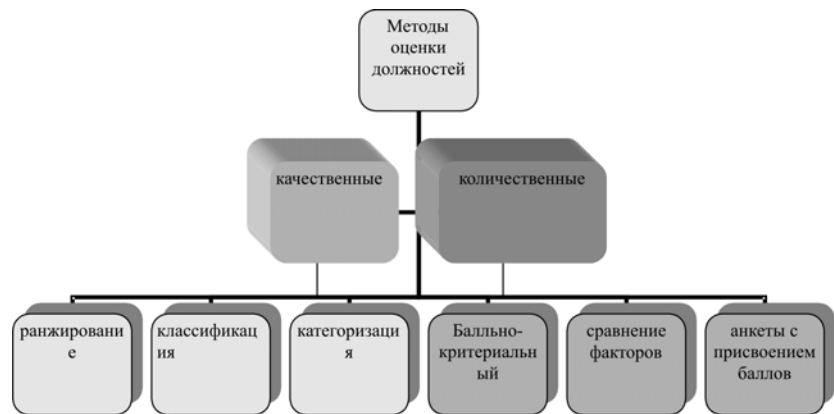 Методы
оценки
должностей
качественные
количественные
ранжировани
е
классификац
ия
категоризаци
я
Балльно-
критериальн
ый
сравнение
факторов
анкеты с
присвоением
баллов